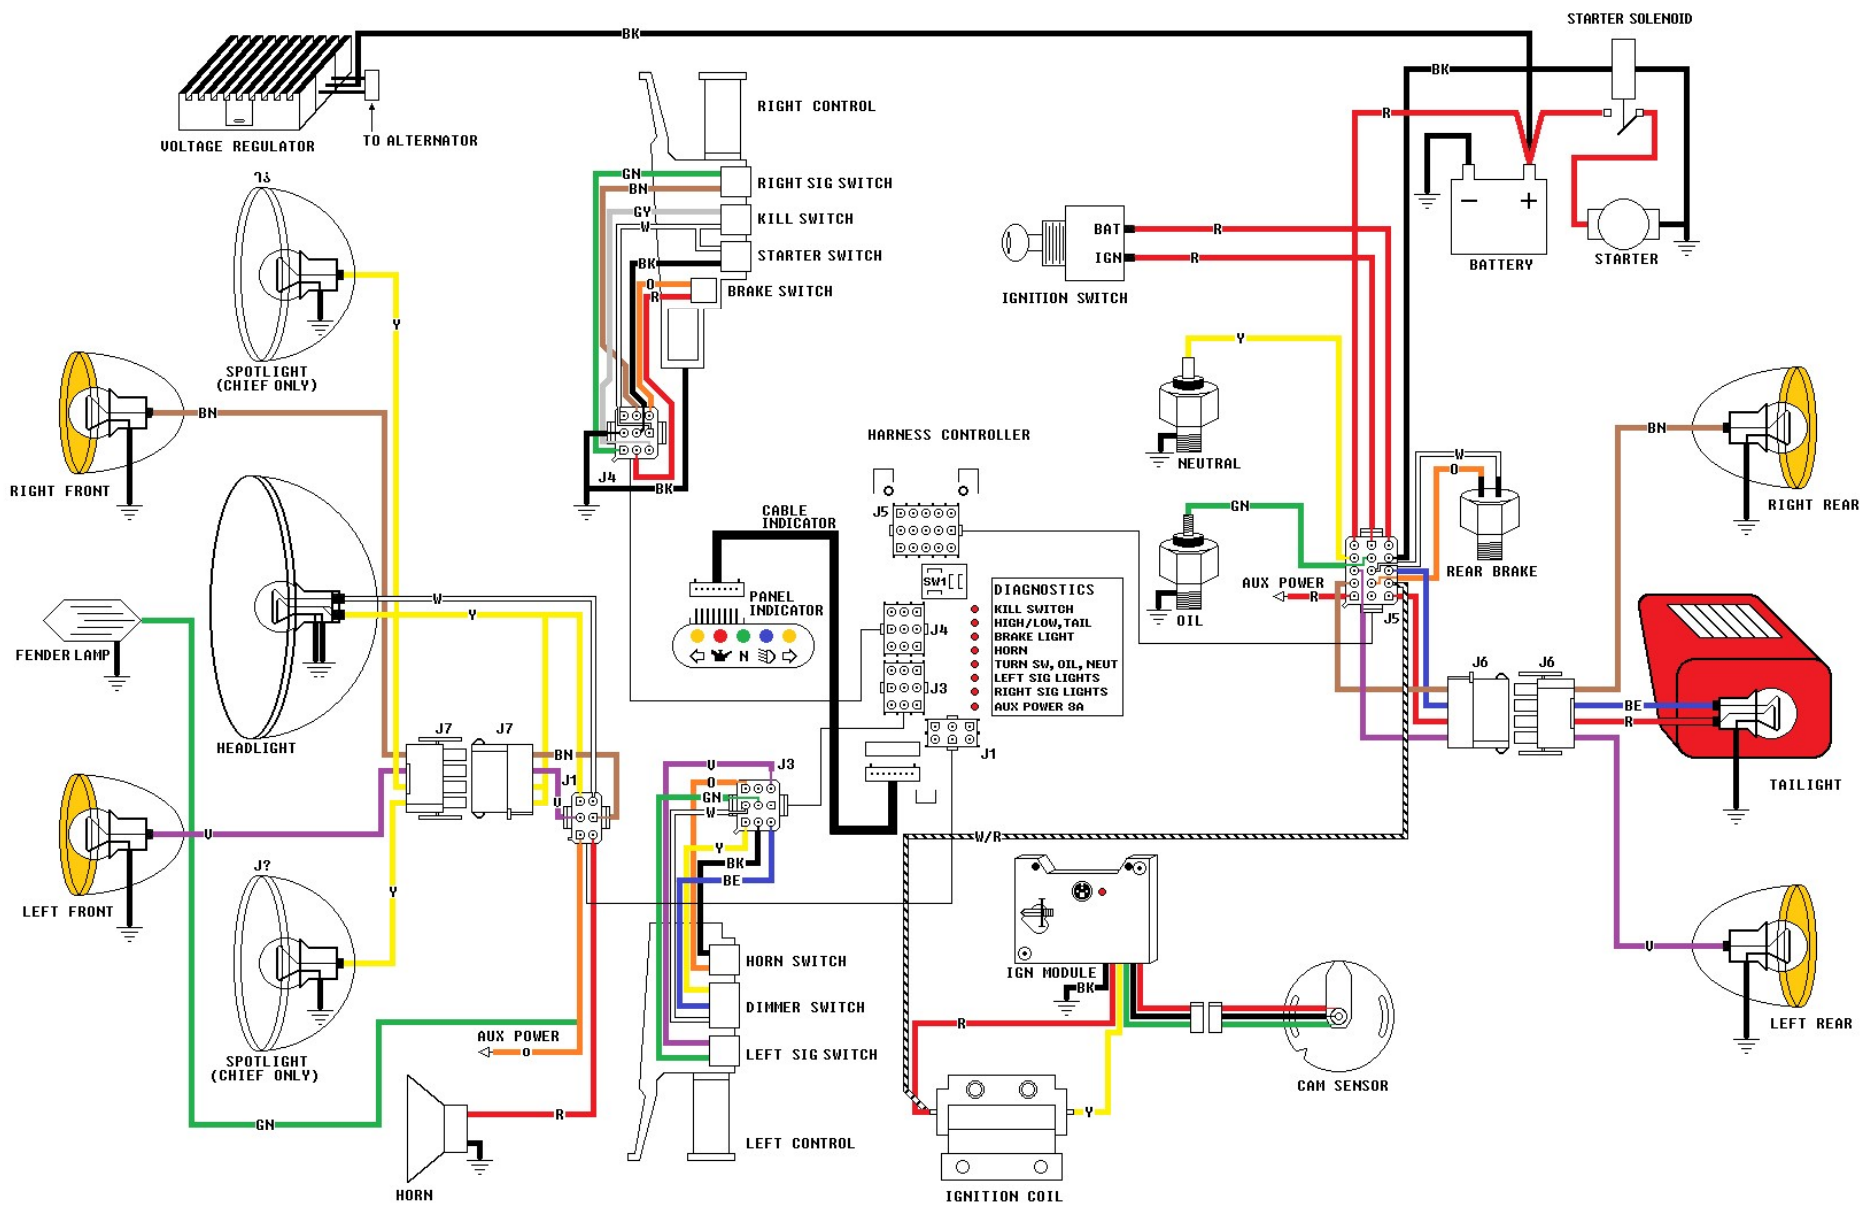 STARTER SOLENOID
BK
BK
R
VOLTAGE REGULATOR
TO ALTERNATOR
RIGHT CONTROL
GN
BN
RIGHT SIG SWITCH
GY
W
KILL SWITCH
BK
STARTER SWITCH
O
R
BRAKE SWITCH
J4
BK
BAT
IGN
R
R
IGNITION SWITCH
−
+
BATTERY
STARTER
J?
Y
SPOTLIGHT
(CHIEF ONLY)
BN
RIGHT FRONT
Y
NEUTRAL
HARNESS CONTROLLER
J5
SW1
J4
J3
J1
CABLE
INDICATOR
PANEL
INDICATOR
N
DIAGNOSTICS
KILL SWITCH
HIGH/LOW, TAIL
BRAKE LIGHT
HORN
TURN SW, OIL, NEUT
LEFT SIG LIGHTS
RIGHT SIG LIGHTS
AUX POWER 8A
GN
OIL
AUX POWER
R
J5
W
O
REAR BRAKE
BN
RIGHT REAR
W
Y
HEADLIGHT
FENDER LAMP
J7
J7
BN
V
J1
J6
J6
BE
R
TAILIGHT
V
LEFT FRONT
J?
Y
SPOTLIGHT
(CHIEF ONLY)
V
O
GN
W
J3
Y
BK
BE
HORN SWITCH
DIMMER SWITCH
LEFT SIG SWITCH
LEFT CONTROL
AUX POWER
O
GN
R
HORN
W/R
IGN MODULE
BK
R
Y
IGNITION COIL
CAM SENSOR
V
LEFT REAR